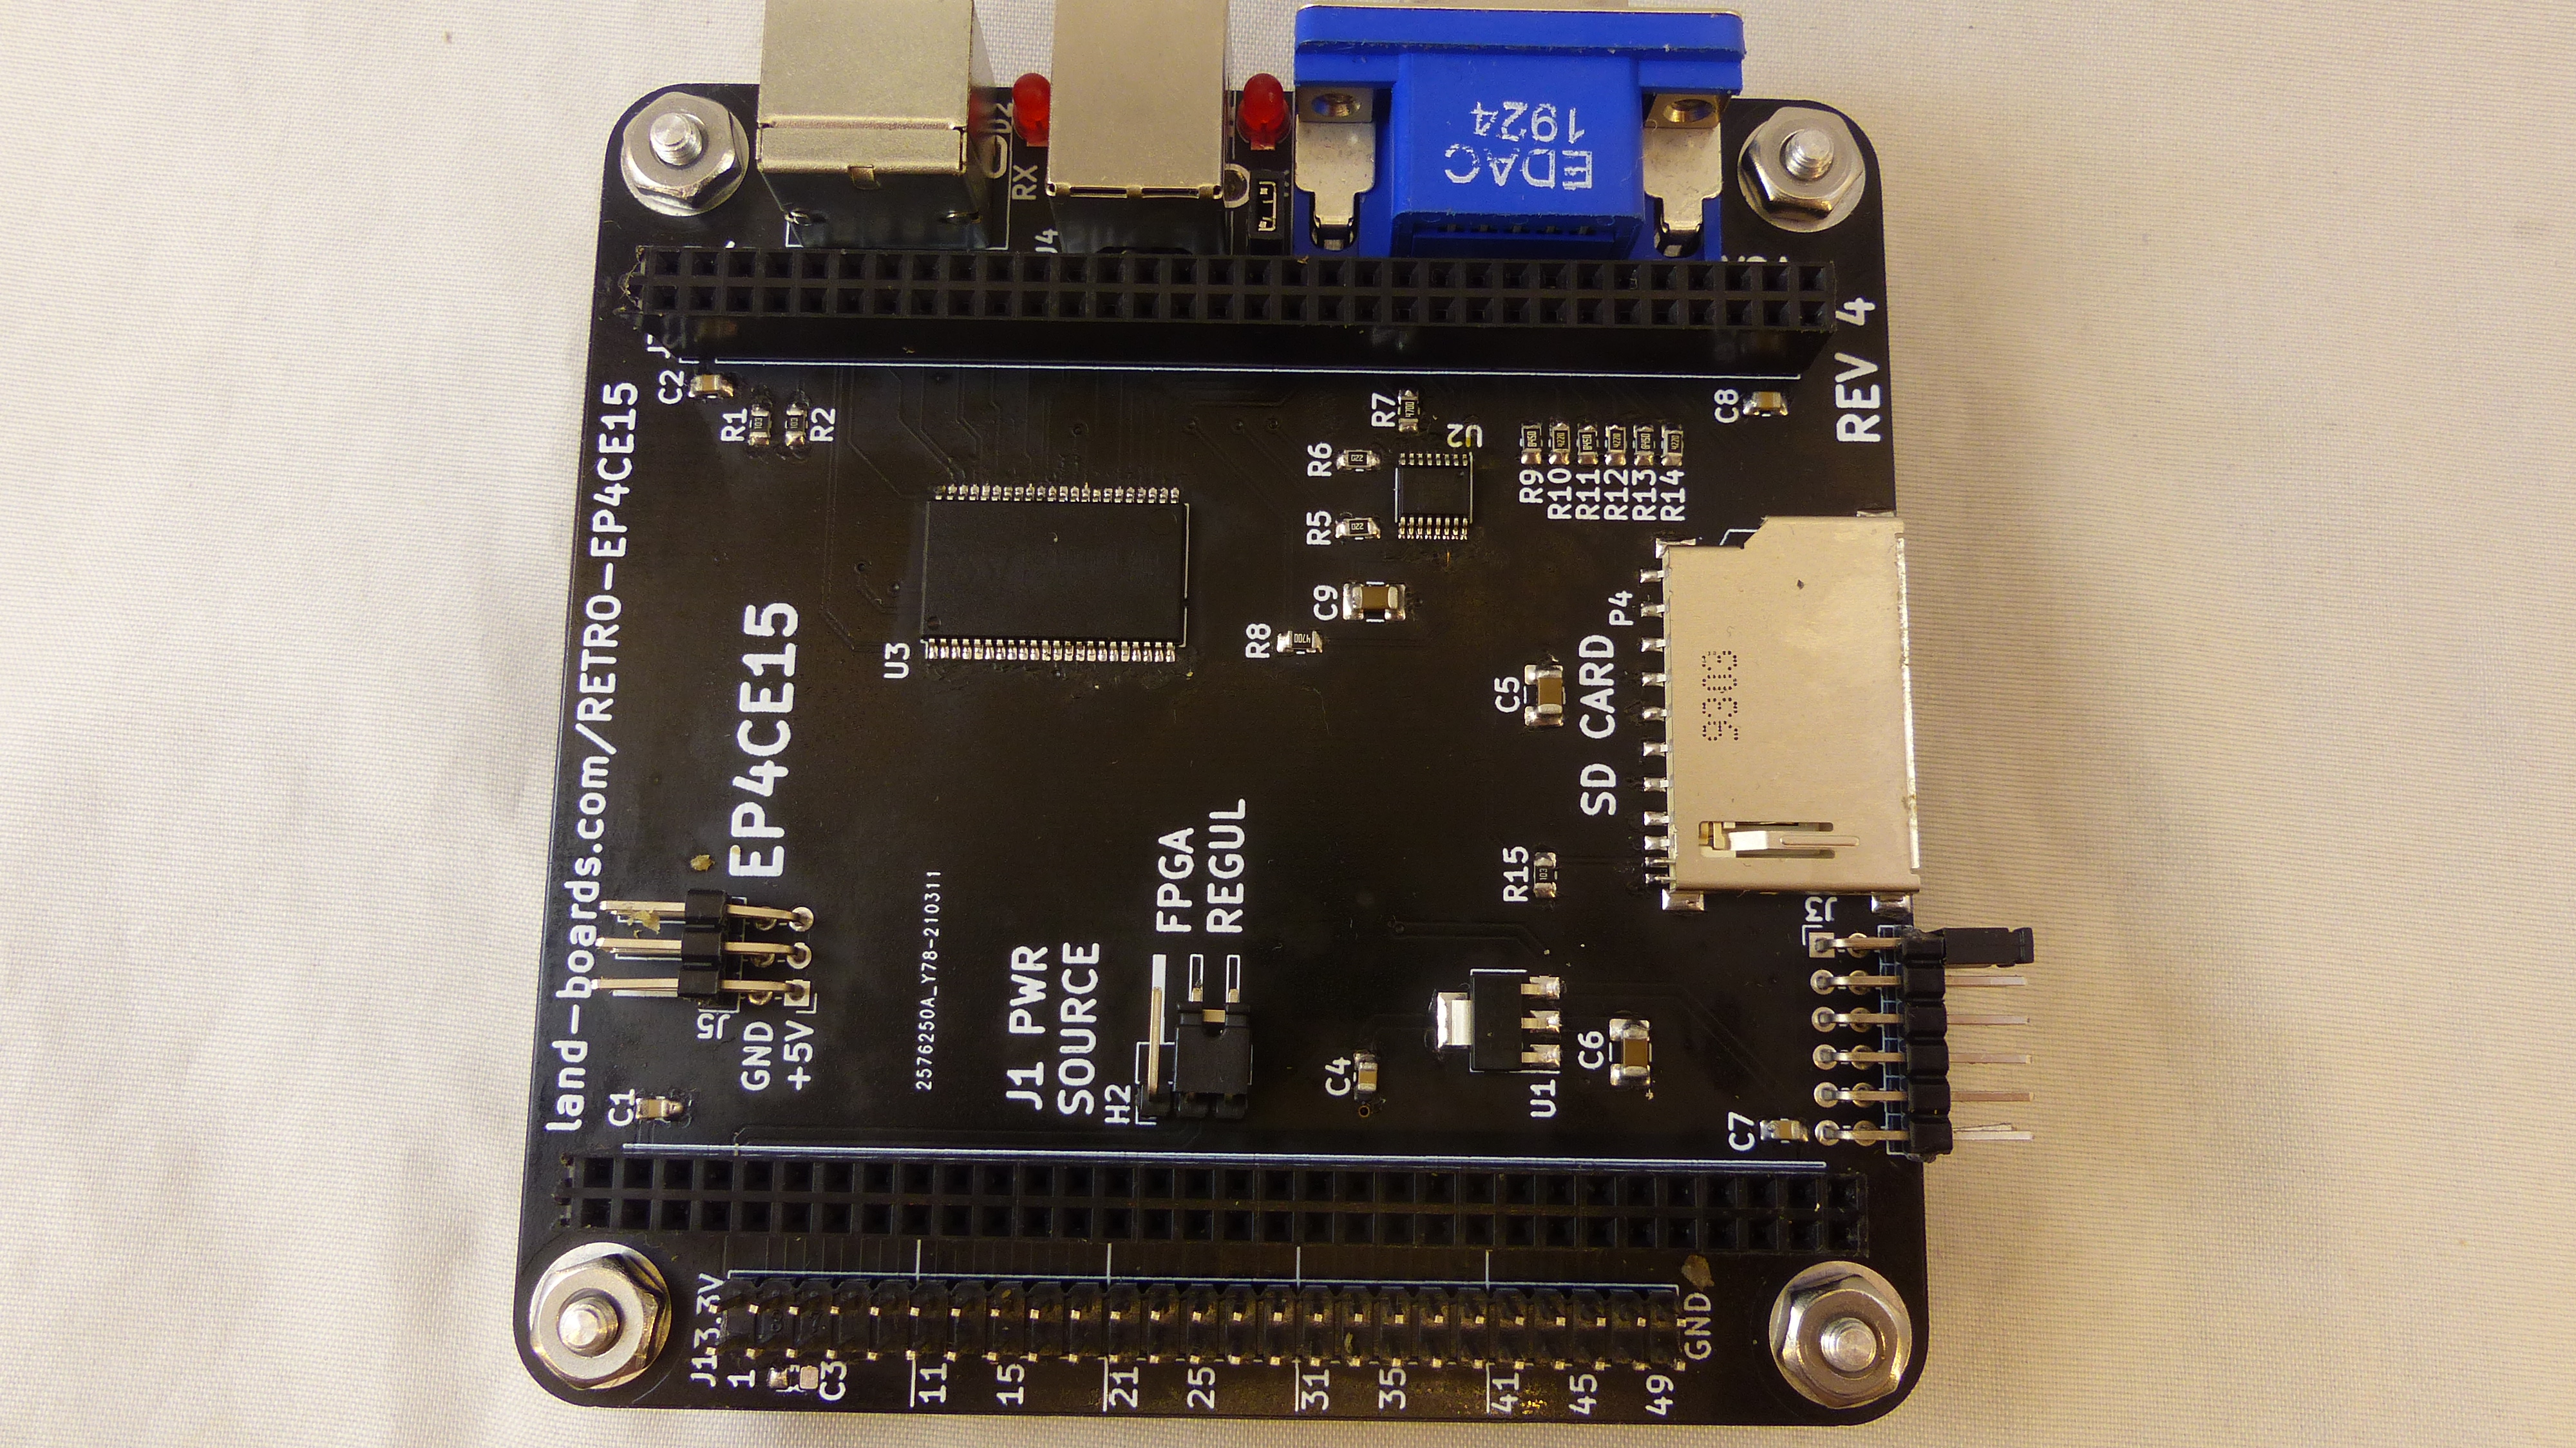 EDAC
1924
D2
RX
J4
C2
R1
R2
R7
U2
R6
R5
R9
R10
R11
R12
R13
R14
C8
REV 4
land-boards.com/RETRO-EP4CE15
EP4CE15
U3
R8
C9
C5
SD CARD
P4
9306
R15
FPGA
REGUL
J1 PWR
SOURCE
H2
2576250A_Y78-210311
J5
GND
+5V
C1
C4
U1
C6
C7
J3
J1
3.3V
GND
1
C3
11
15
21
25
31
35
41
45
49